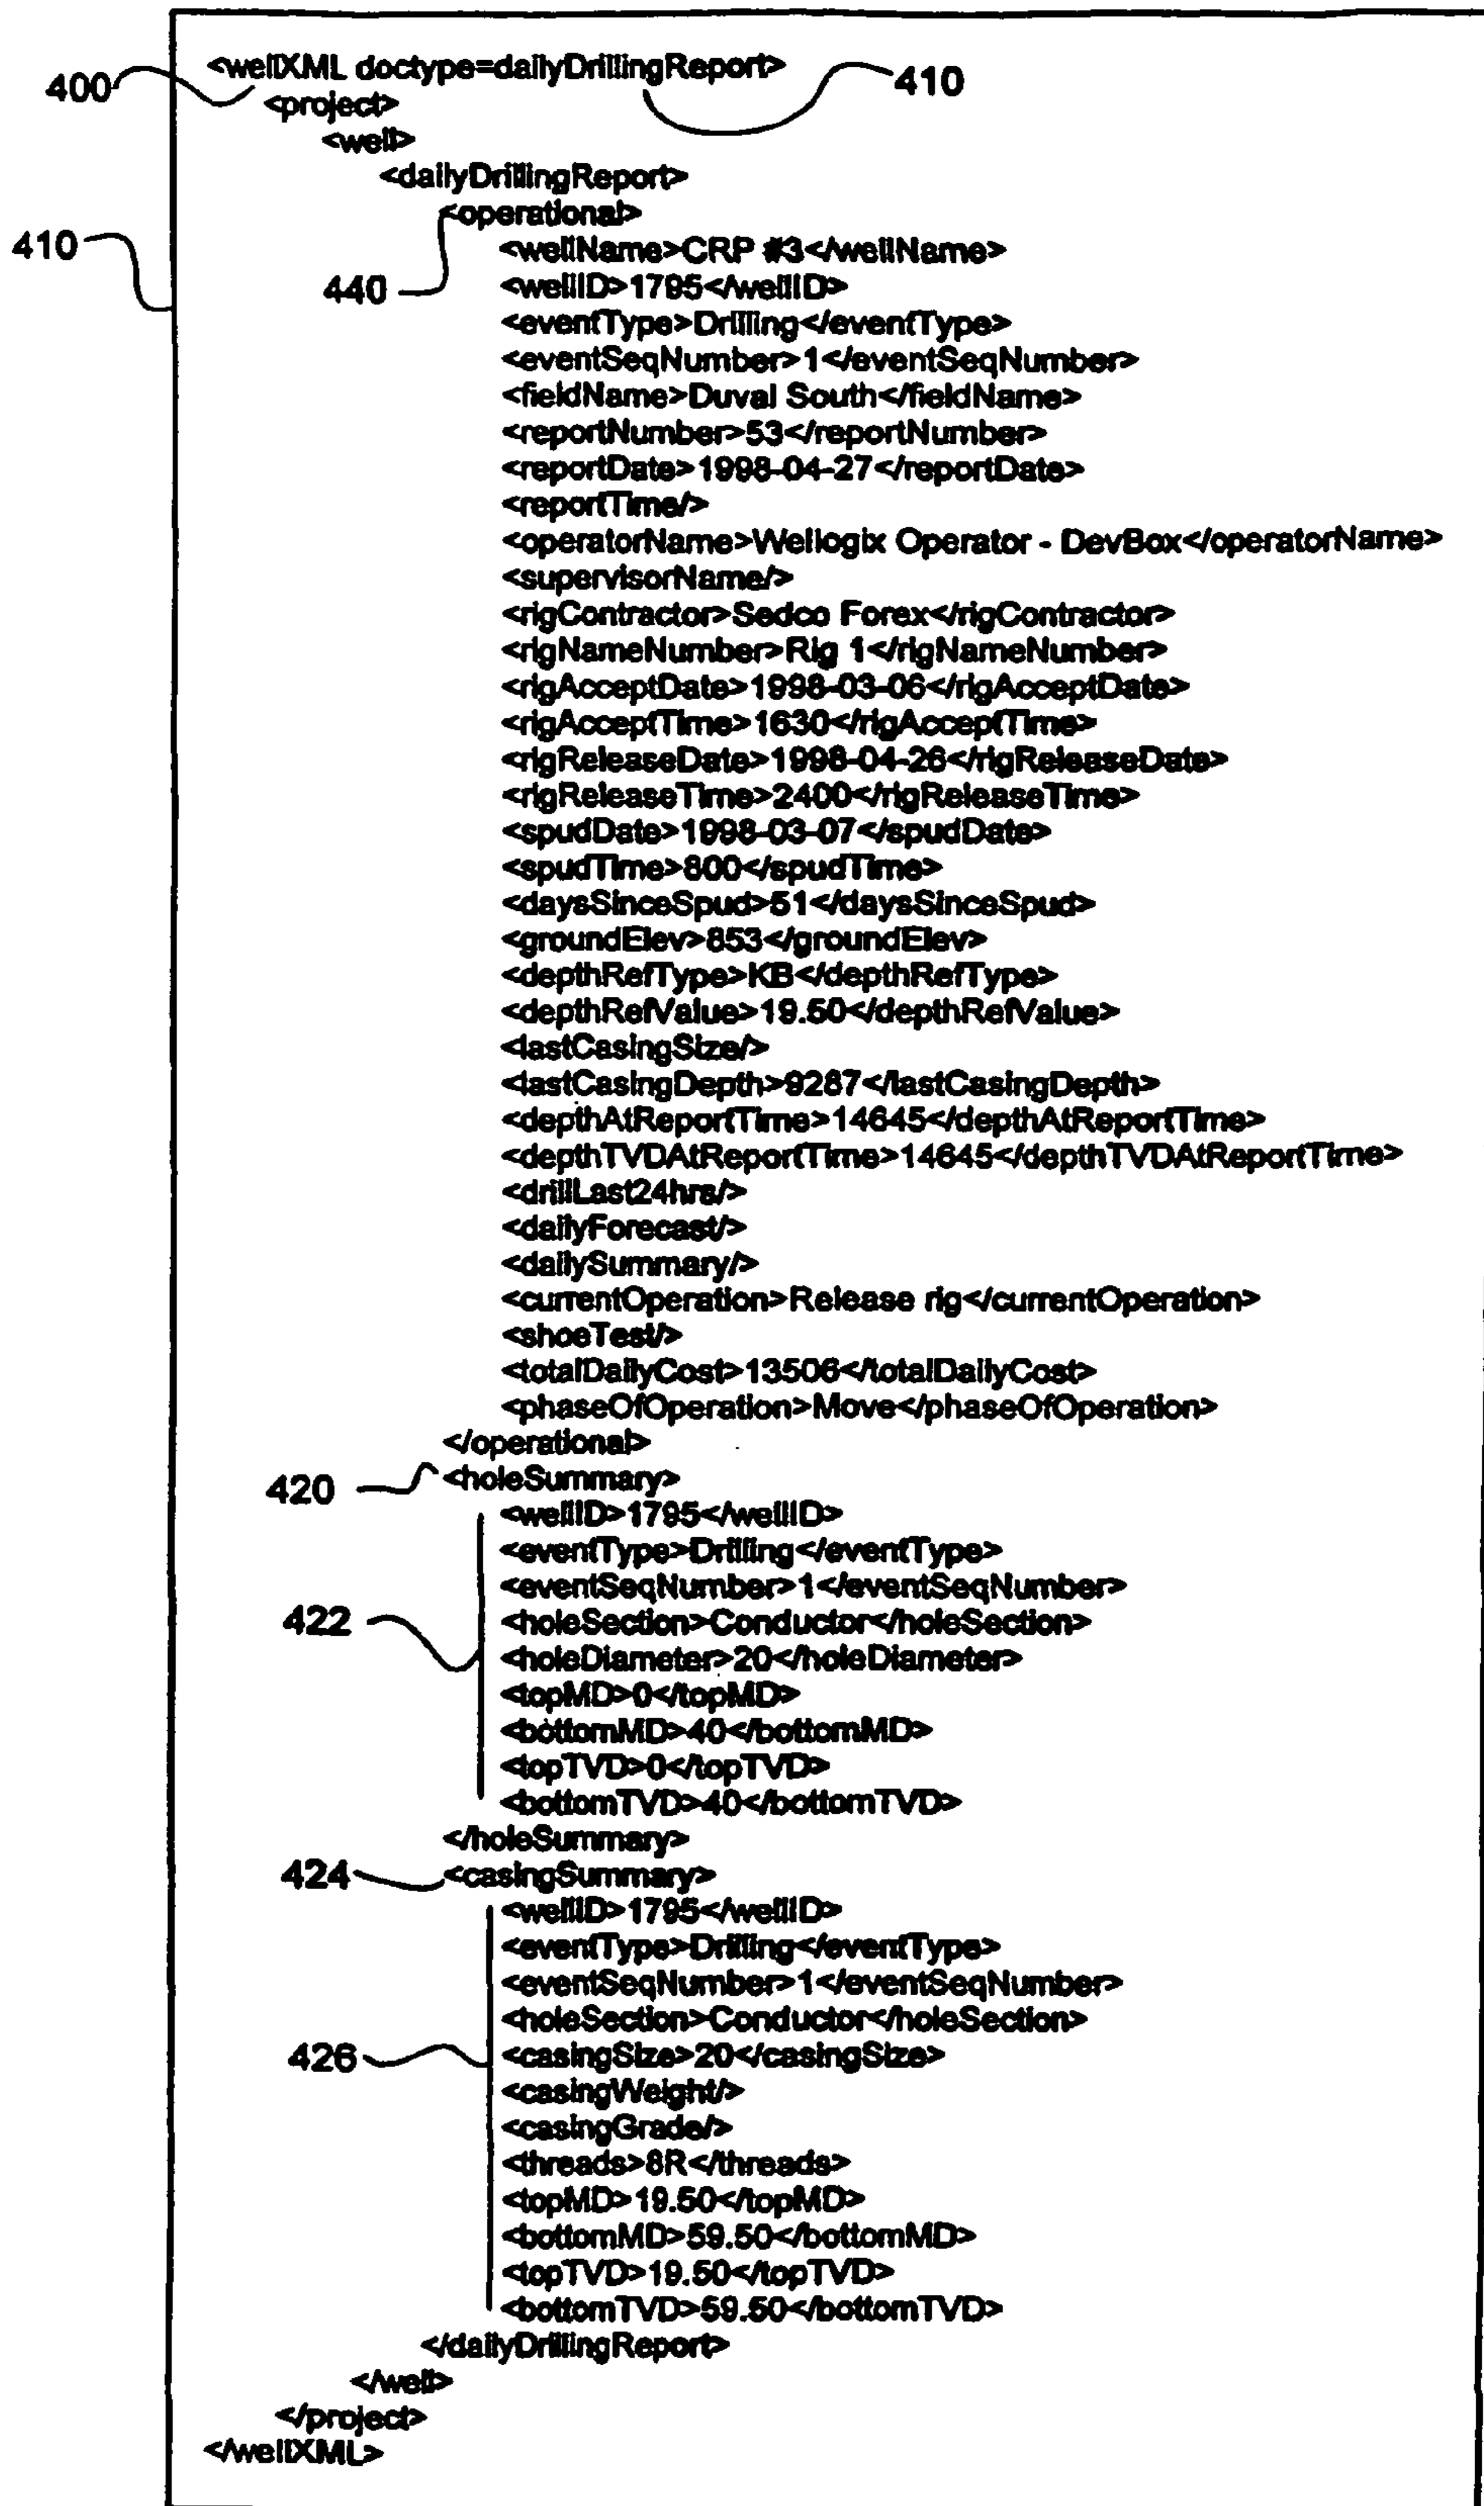 <wellXML doctype=dailyDrillingReport>
400
410
<project>
<well>
<dailyDrillingReport>
<operational>
410
440
<wellName>CRP #3</wellName>
<wellID>1795</wellID>
<eventType>Drilling</eventType>
<eventSeqNumber>1</eventSeqNumber>
<fieldName>Duval South</fieldName>
<reportNumber>53</reportNumber>
<reportDate>1998-04-27</reportDate>
<reportTime/>
<operatorName>Wellogix Operator - DevBox</operatorName>
<supervisorName/>
<rigContractor>Sedco Forex</rigContractor>
<rigNameNumber>Rig 1</rigNameNumber>
<rigAcceptDate>1998-03-06</rigAcceptDate>
<rigAcceptTime>1630</rigAcceptTime>
<rigReleaseDate>1998-04-26</rigReleaseDate>
<rigReleaseTime>2400</rigReleaseTime>
<spudDate>1998-03-07</spudDate>
<spudTime>800</spudTime>
<daysSinceSpud>51</daysSinceSpud>
<groundElev>853</groundElev>
<depthRefType>KB</depthRefType>
<depthRefValue>19.50</depthRefValue>
<lastCasingSize/>
<lastCasingDepth>9287</lastCasingDepth>
<depthAtReportTime>14645</depthAtReportTime>
<depthTVDAtReportTime>14645</depthTVDAtReportTime>
<drillLast24hrs/>
<dailyForecast/>
<dailySummary/>
<currentOperation>Release rig</currentOperation>
<shoeTest/>
<totalDailyCost>13506</totalDailyCost>
<phaseOfOperation>Move</phaseOfOperation>
</operational>
420
<holeSummary>
<wellID>1795</wellID>
<eventType>Drilling</eventType>
<eventSeqNumber>1</eventSeqNumber>
422
<holeSection>Conductor</holeSection>
<holeDiameter>20</holeDiameter>
<topMD>0</topMD>
<bottomMD>40</bottomMD>
<topTVD>0</topTVD>
<bottomTVD>40</bottomTVD>
</holeSummary>
424
<casingSummary>
<wellID>1795</wellID>
<eventType>Drilling</eventType>
<eventSeqNumber>1</eventSeqNumber>
<holeSection>Conductor</holeSection>
426
<casingSize>20</casingSize>
<casingWeight/>
<casingGrade/>
<threads>8R</threads>
<topMD>19.50</topMD>
<bottomMD>59.50</bottomMD>
<topTVD>19.50</topTVD>
<bottomTVD>59.50</bottomTVD>
</dailyDrillingReport>
</well>
</project>
</wellXML>